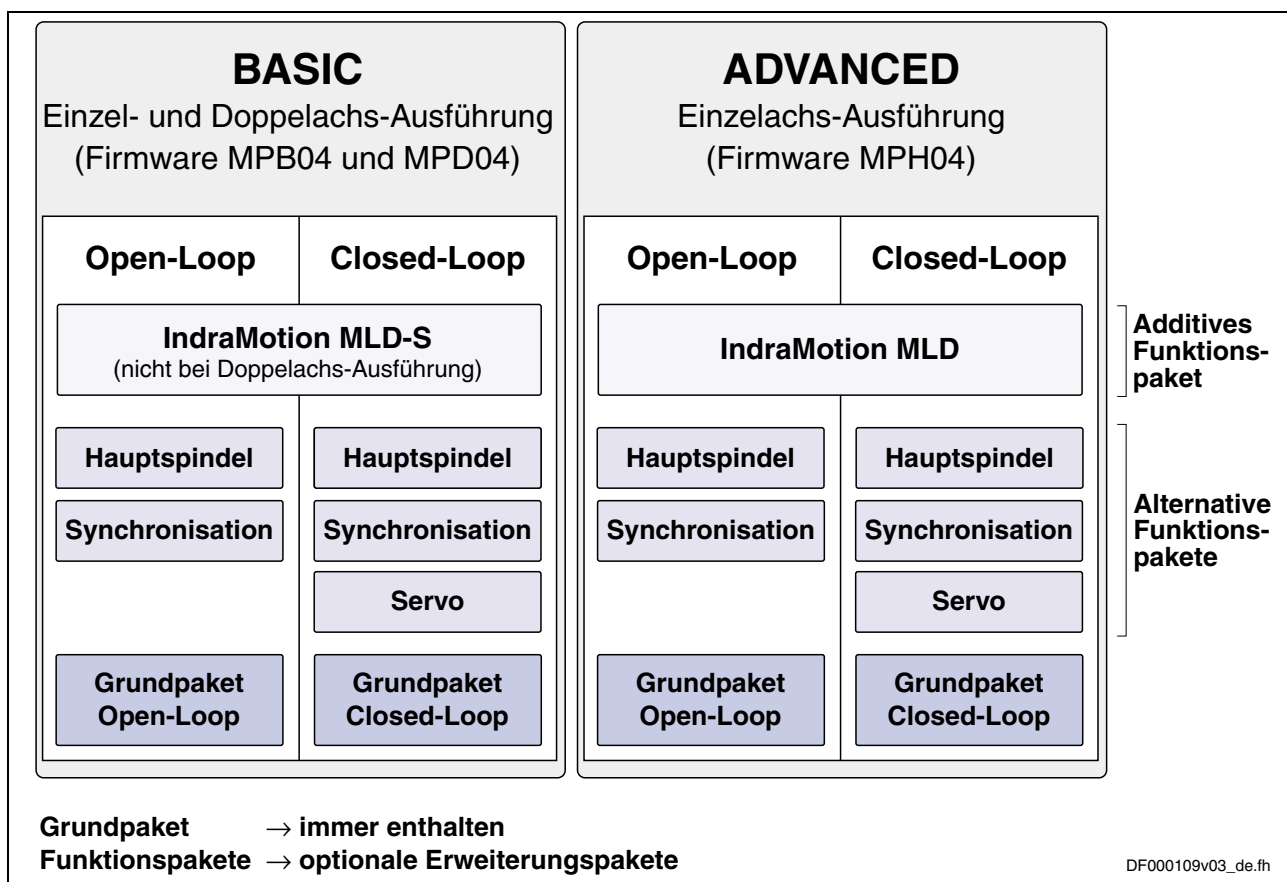 BASIC
Einzel- und Doppelachs-Ausführung
(Firmware MPB04 und MPD04)
Open-Loop
Closed-Loop
IndraMotion MLD-S
(nicht bei Doppelachs-Ausführung)
Hauptspindel
Hauptspindel
Synchronisation
Synchronisation
Servo
Grundpaket
Open-Loop
Grundpaket
Closed-Loop
ADVANCED
Einzelachs-Ausführung
(Firmware MPH04)
Open-Loop
Closed-Loop
IndraMotion MLD
Hauptspindel
Hauptspindel
Synchronisation
Synchronisation
Servo
Grundpaket
Open-Loop
Grundpaket
Closed-Loop
Additives
Funktions-
paket
Alternative
Funktions-
pakete
Grundpaket → immer enthalten
Funktionspakete → optionale Erweiterungspakete
DF000109v03_de.fh